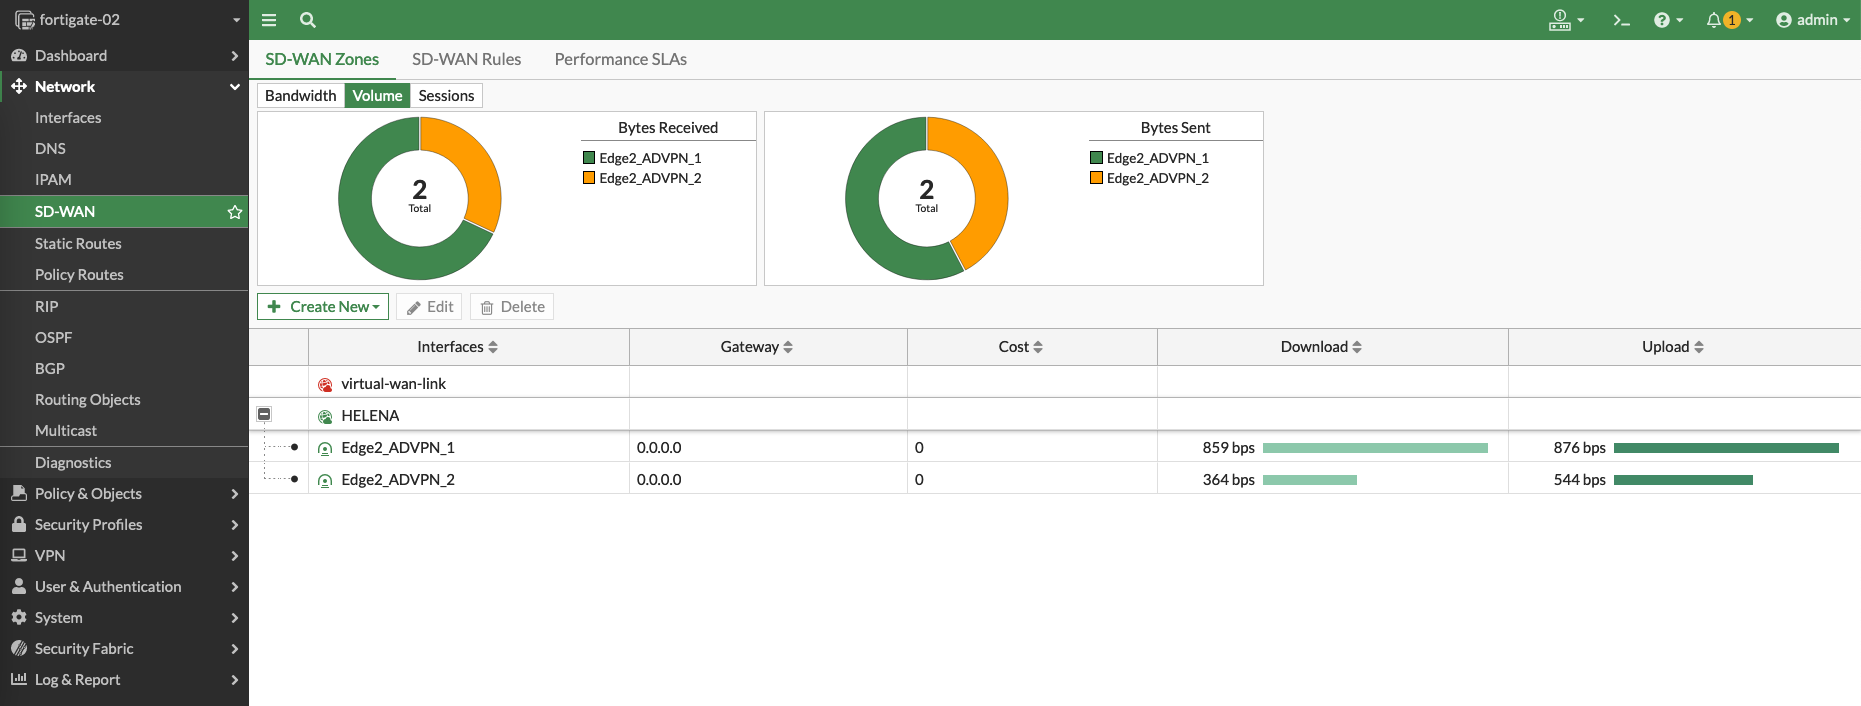 fortigate-02
1
admin
Dashboard
Network
Interfaces
DNS
IPAM
SD-WAN
Static Routes
Policy Routes
RIP
OSPF
BGP
Routing Objects
Multicast
Diagnostics
Policy & Objects
Security Profiles
VPN
User & Authentication
System
Security Fabric
Log & Report
SD-WAN Zones SD-WAN Rules Performance SLAs
Bandwidth Volume Sessions
2
Total
Bytes Received
Edge2_ADVPN_1
Edge2_ADVPN_2
2
Total
Bytes Sent
Edge2_ADVPN_1
Edge2_ADVPN_2
Create New Edit Delete
Interfaces Gateway Cost Download Upload
virtual-wan-link
HELENA
Edge2_ADVPN_1 0.0.0.0 0 859 bps 876 bps
Edge2_ADVPN_2 0.0.0.0 0 364 bps 544 bps